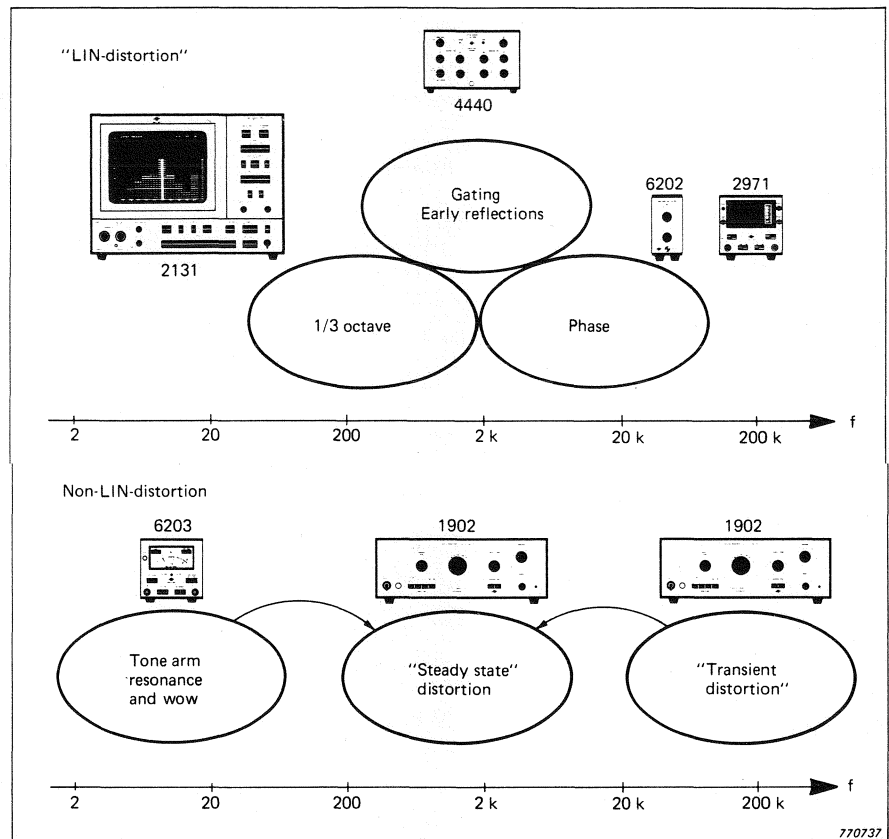 "LIN-distortion"
4440
2131
6202
2971
Gating
Early reflections
1/3 octave
Phase
2 20 200 2 k 20 k 200 k f
Non-LIN-distortion
6203
1902
1902
Tone arm
resonance
and wow
"Steady state"
distortion
"Transient
distortion"
2 20 200 2 k 20 k 200 k f
770737